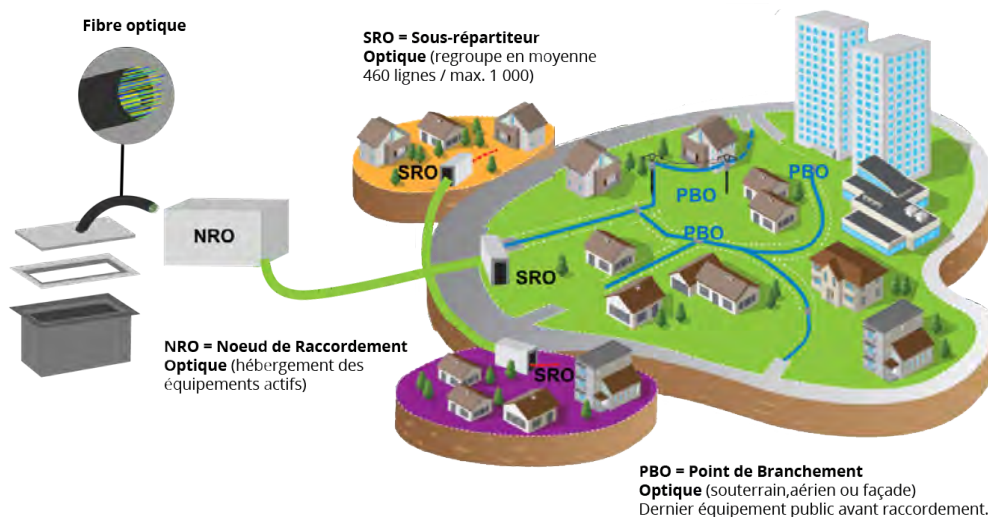 Fibre optique
SRO = Sous-répartiteur
Optique (regroupe en moyenne
460 lignes / max. 1 000)
SRO
PBO
PBO
PBO
NRO
SRO
NRO = Noeud de Raccordement
Optique (hébergement des
équipements actifs)
SRO
PBO = Point de Branchement
Optique (souterrain,aérien ou façade)
Dernier équipement public avant raccordement.